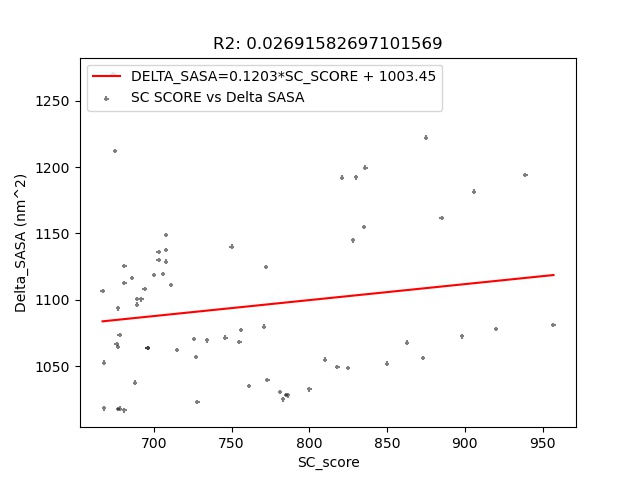 R2: 0.02691582697101569
DELTA_SASA=0.1203*SC_SCORE + 1003.45
SC SCORE vs Delta SASA
1250
1200
1150
1100
1050
Delta_SASA (nm^2)
700 750 800 850 900 950
SC_score